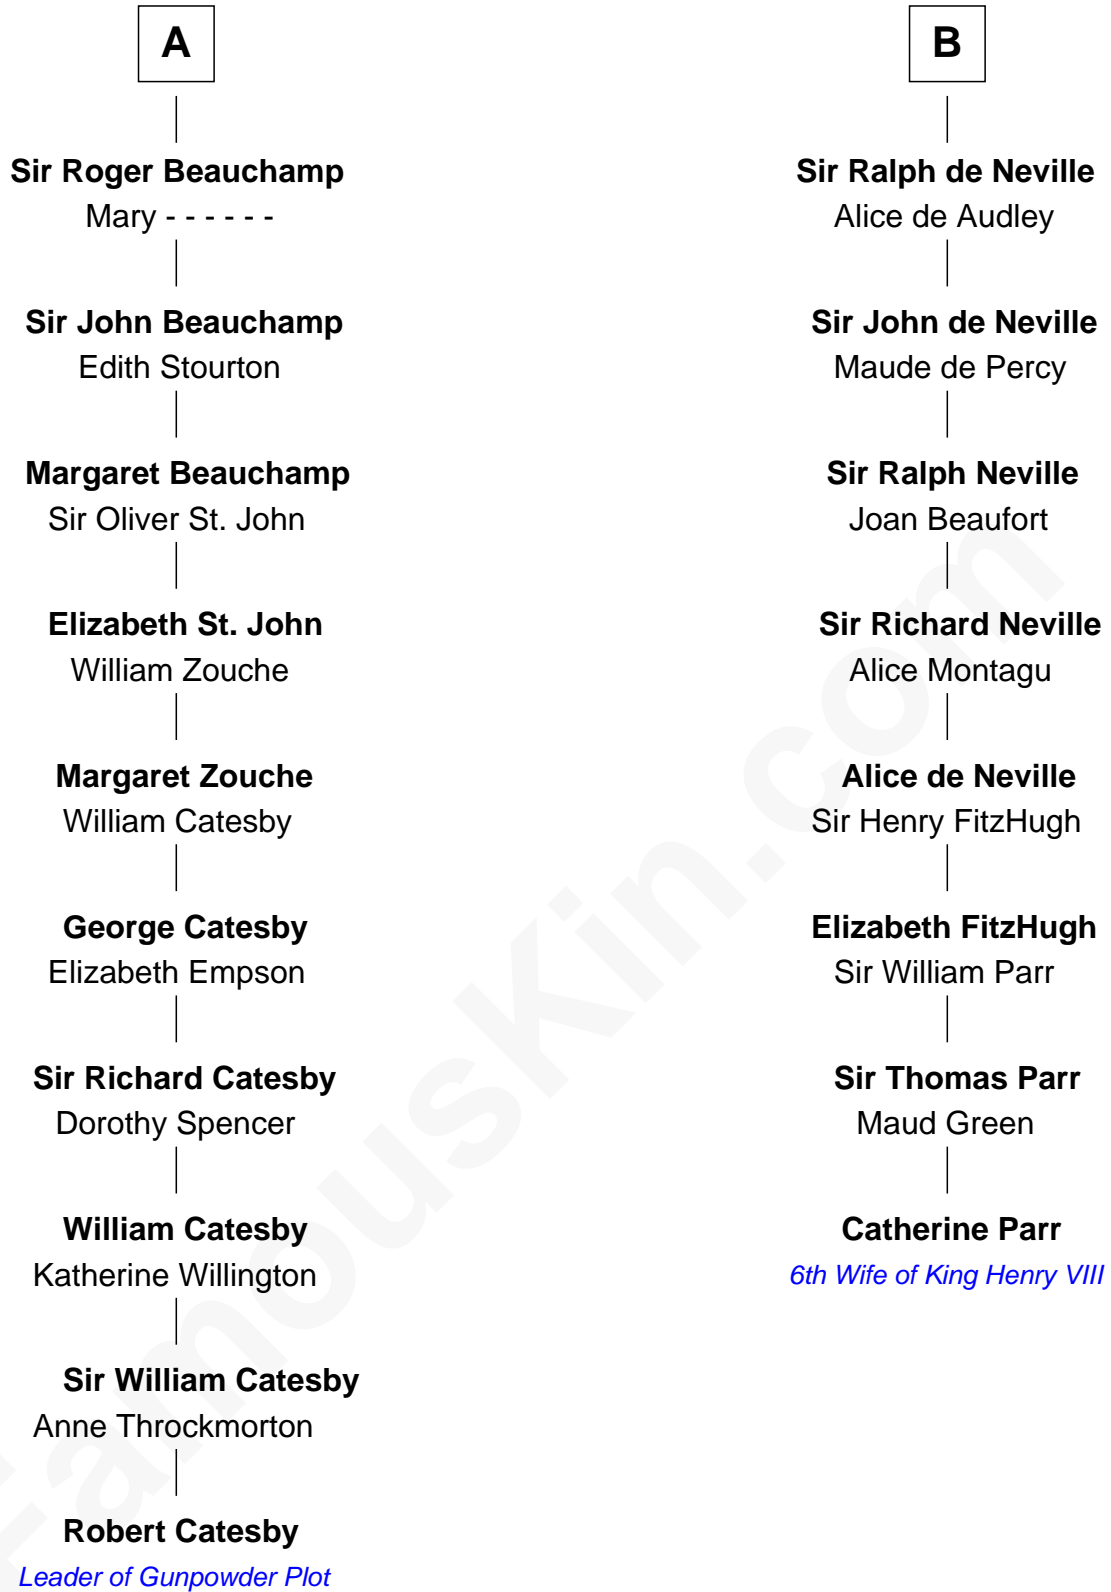 A
Sir Roger Beauchamp
Mary - - - - - -
Sir John Beauchamp
Edith Stourton
Margaret Beauchamp
Sir Oliver St. John
Elizabeth St. John
William Zouche
Margaret Zouche
William Catesby
George Catesby
Elizabeth Empson
Sir Richard Catesby
Dorothy Spencer
William Catesby
Katherine Willington
Sir William Catesby
Anne Throckmorton
Robert Catesby
Leader of Gunpowder Plot
B
Sir Ralph de Neville
Alice de Audley
Sir John de Neville
Maude de Percy
Sir Ralph Neville
Joan Beaufort
Sir Richard Neville
Alice Montagu
Alice de Neville
Sir Henry FitzHugh
Elizabeth FitzHugh
Sir William Parr
Sir Thomas Parr
Maud Green
Catherine Parr
6th Wife of King Henry VIII
FamousKin.com